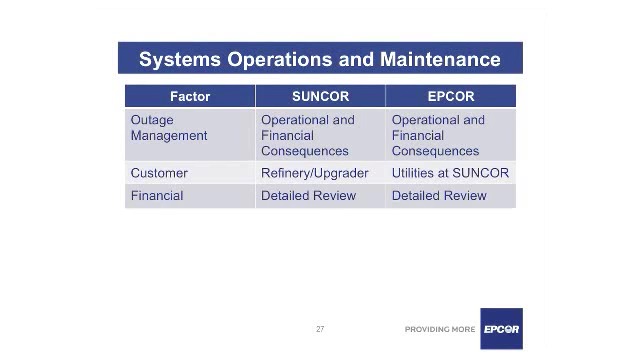 Systems Operations and Maintenance
Factor SUNCOR EPCOR
Outage Operational and Operational and
Management Financial Financial
Consequences Consequences
Customer Refinery/Upgrader Utilities at SUNCOR
Financial Detailed Review Detailed Review
27 PROVIDING MORE EPCOR